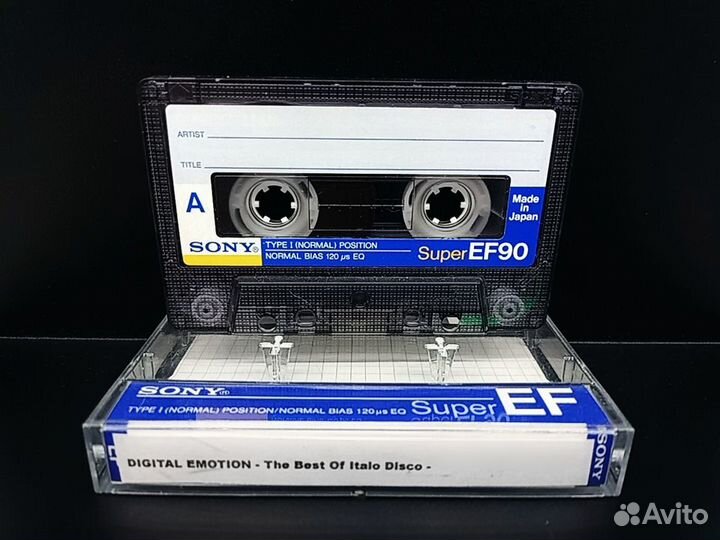 ARTIST
TITLE
A
Made
in
Japan
SONY®
TYPE I (NORMAL) POSITION
NORMAL BIAS 120 µs EQ
Super EF90
SONY
TYPE I (NORMAL) POSITION/NORMAL BIAS 120 µs EQ
Super EF
SONY
DIGITAL EMOTION - The Best Of Italo Disco -
Avito